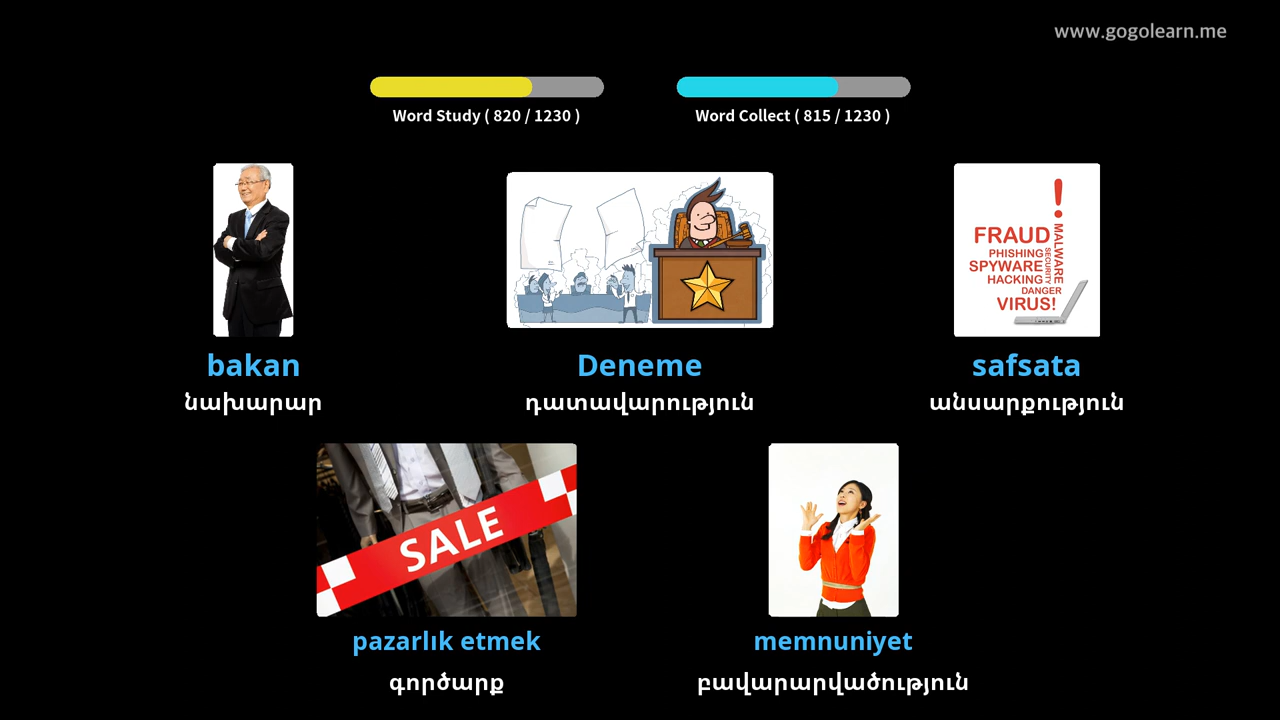 www.gogolearn.me
Word Study ( 820 / 1230 )
Word Collect ( 815 / 1230 )
FRAUD
PHISHING
SPYWARE
HACKING
DANGER
VIRUS!
MALWARE
SECURITY
!
bakan
Deneme
safsata
նախարար
դատավարություն
անսարքություն
SALE
pazarlık etmek
memnuniyet
գործարք
բավարարվածություն